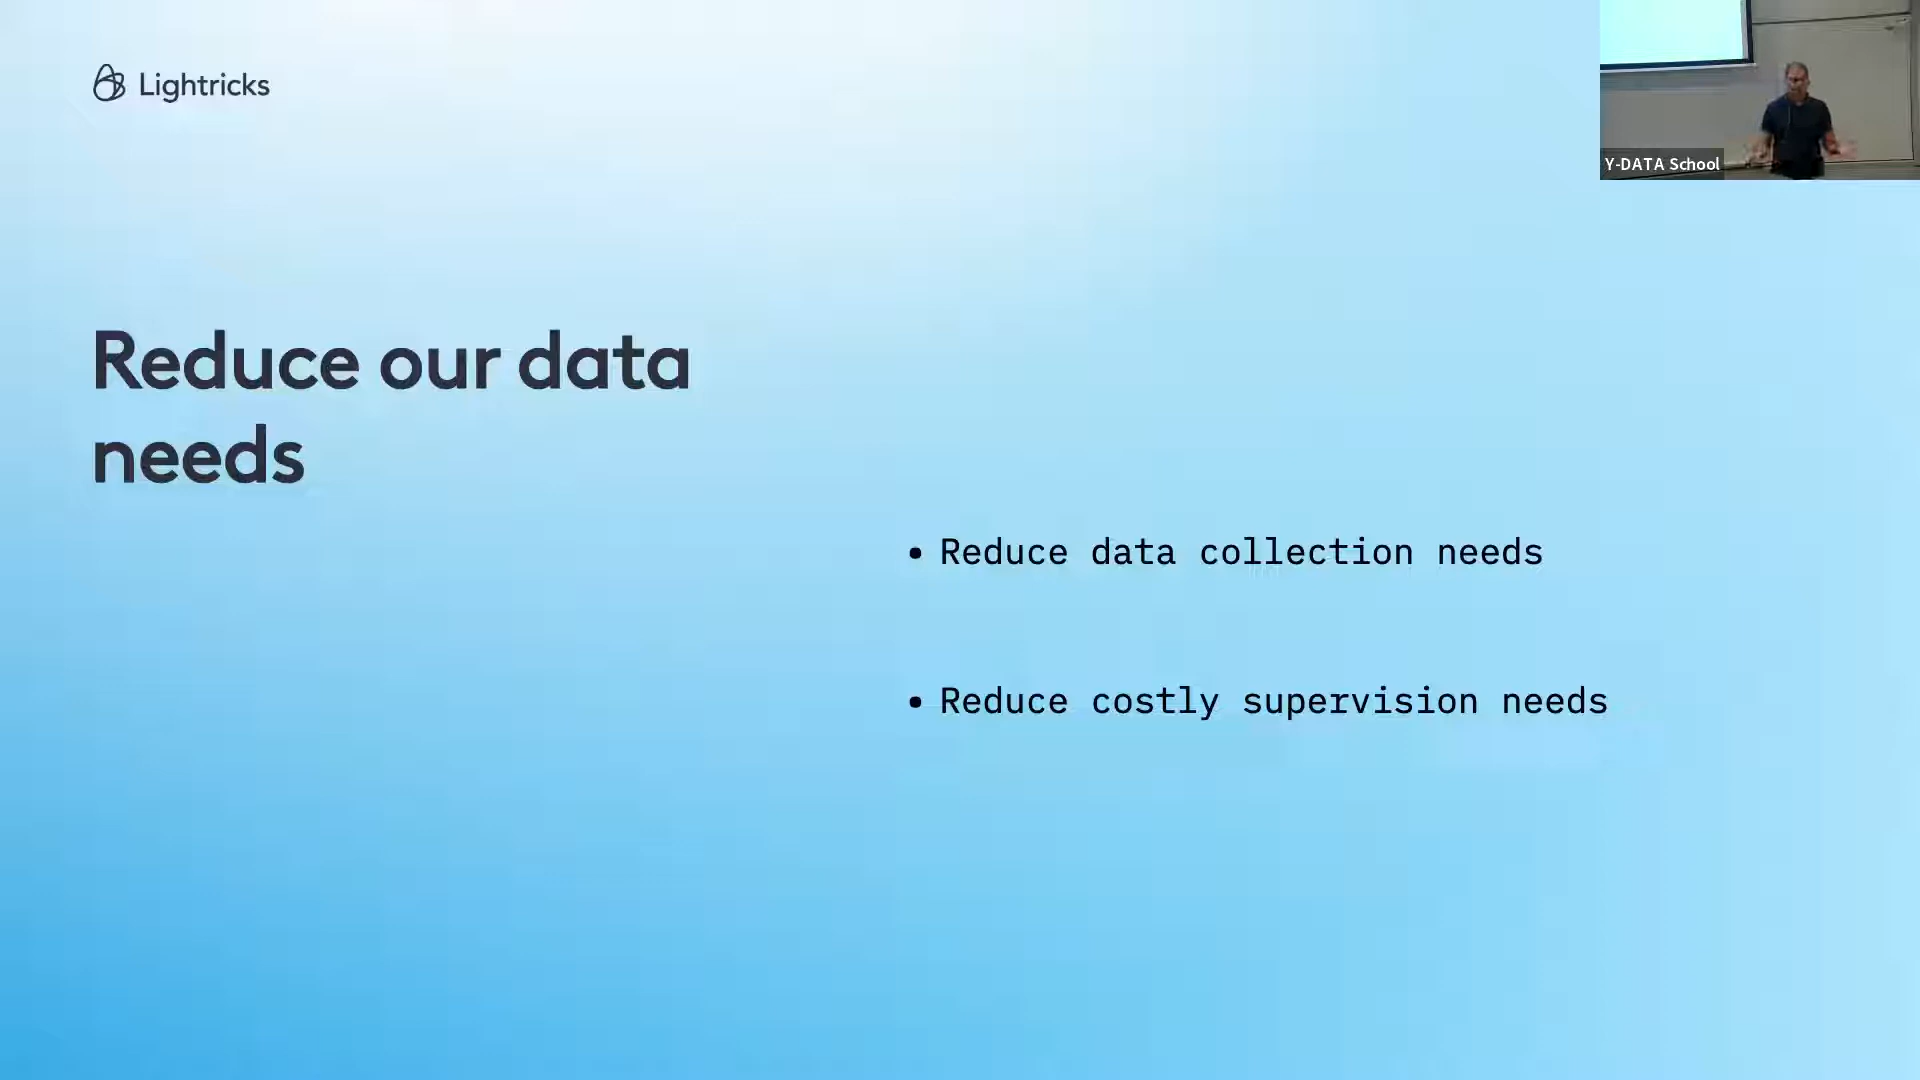 Lightricks
Y-DATA School
Reduce our data
needs
• Reduce data collection needs
• Reduce costly supervision needs